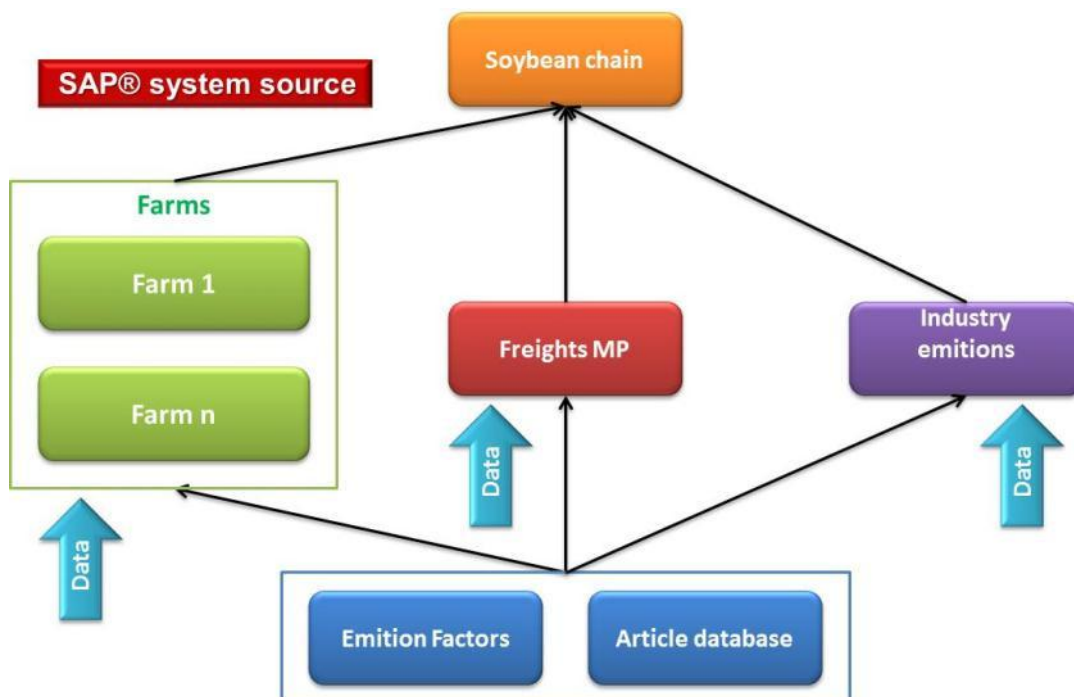 Soybean chain
SAP® system source
Farms
Farm 1
Farm n
Freights MP
Industry
emitions
Data
Data
Data
Emition Factors
Article database